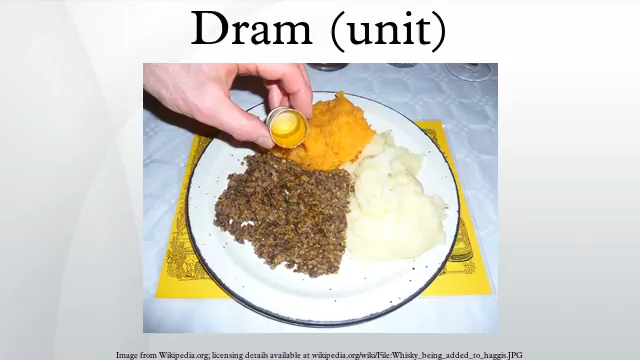 Dram (unit)
Image from Wikipedia.org; licensing details available at wikipedia.org/wiki/File:Whisky_being_added_to_haggis.JPG